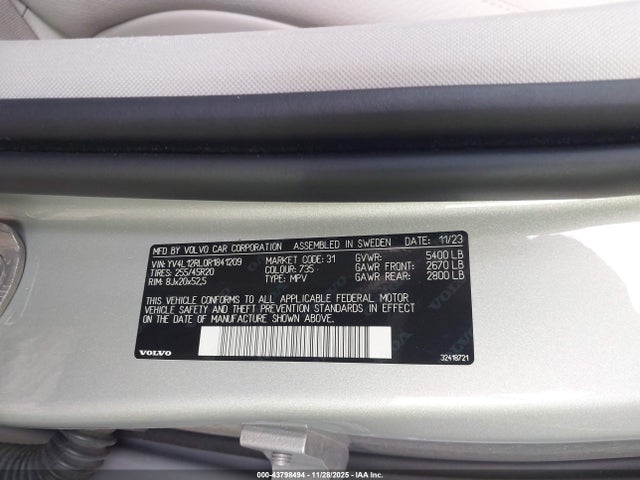 MFD BY VOLVO CAR CORPORATION ASSEMBLED IN SWEDEN DATE: 11/23
VIN: YV4L12RL0R1841209 MARKET CODE: 31 GVWR: 5400 LB
TIRES: 255/45R20 COLOUR: 735 GAWR FRONT: 2670 LB
RIM: 8Jx20x52,5 TYPE: MPV GAWR REAR: 2800 LB
THIS VEHICLE CONFORMS TO ALL APPLICABLE FEDERAL MOTOR
VEHICLE SAFETY AND THEFT PREVENTION STANDARDS IN EFFECT
ON THE DATE OF MANUFACTURE SHOWN ABOVE.
VOLVO 32418721
000-43798494 - 11/28/2025 - IAAI.com